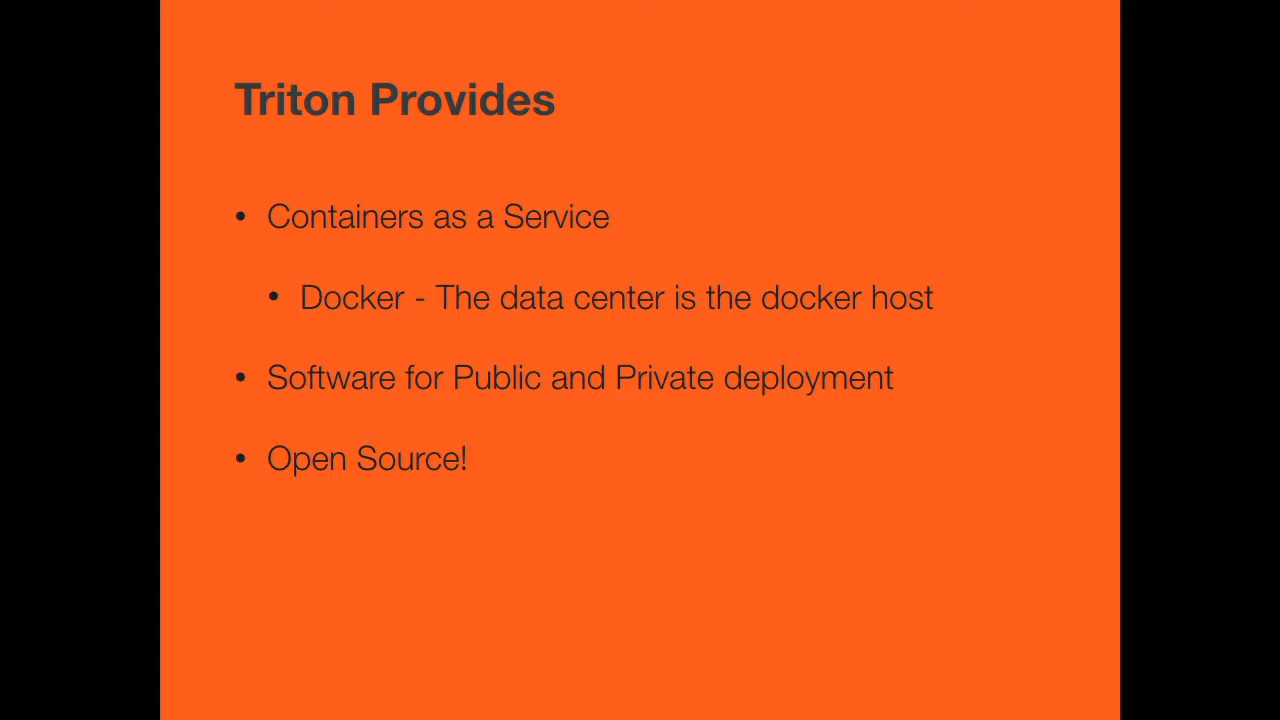 Triton Provides
• Containers as a Service
• Docker - The data center is the docker host
• Software for Public and Private deployment
• Open Source!